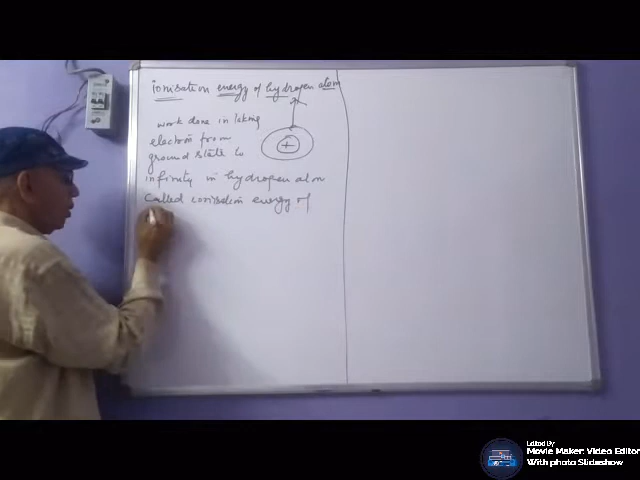 ionisation energy of hydrogen atom
work done in taking
electron from
ground state to
+
infinity in hydrogen atom
called ionisation energy of
Edited By
Movie Maker: Video Editor
With photo Slideshow